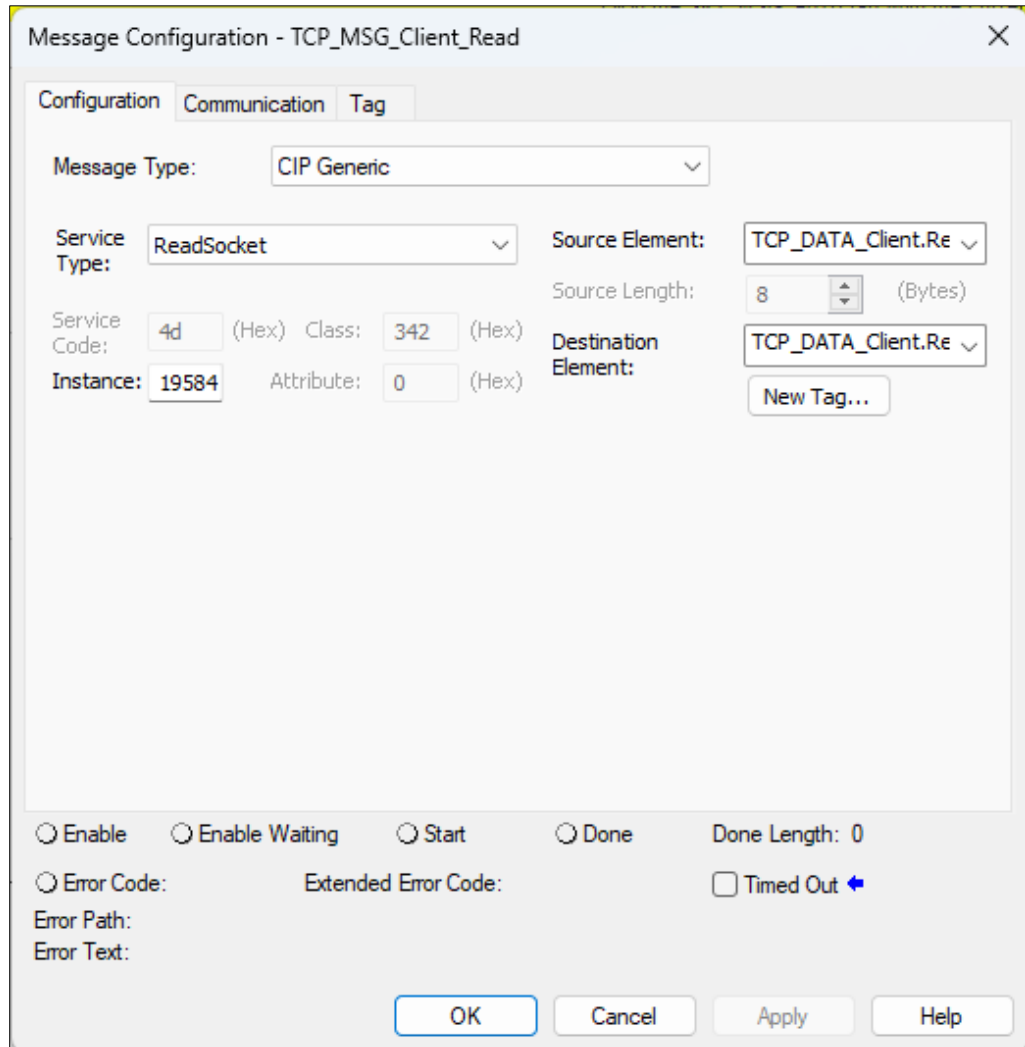 Message Configuration - TCP_MSG_Client_Read
Configuration Communication Tag
Message Type: CIP Generic
Service Type: ReadSocket
Source Element: TCP_DATA_Client.Re
Source Length: 8 (Bytes)
Service Code: 4d (Hex) Class: 342 (Hex)
Destination Element: TCP_DATA_Client.Re
Instance: 19584 Attribute: 0 (Hex)
New Tag...
Enable Enable Waiting Start Done Done Length: 0
Error Code: Extended Error Code: Timed Out
Error Path:
Error Text:
OK Cancel Apply Help